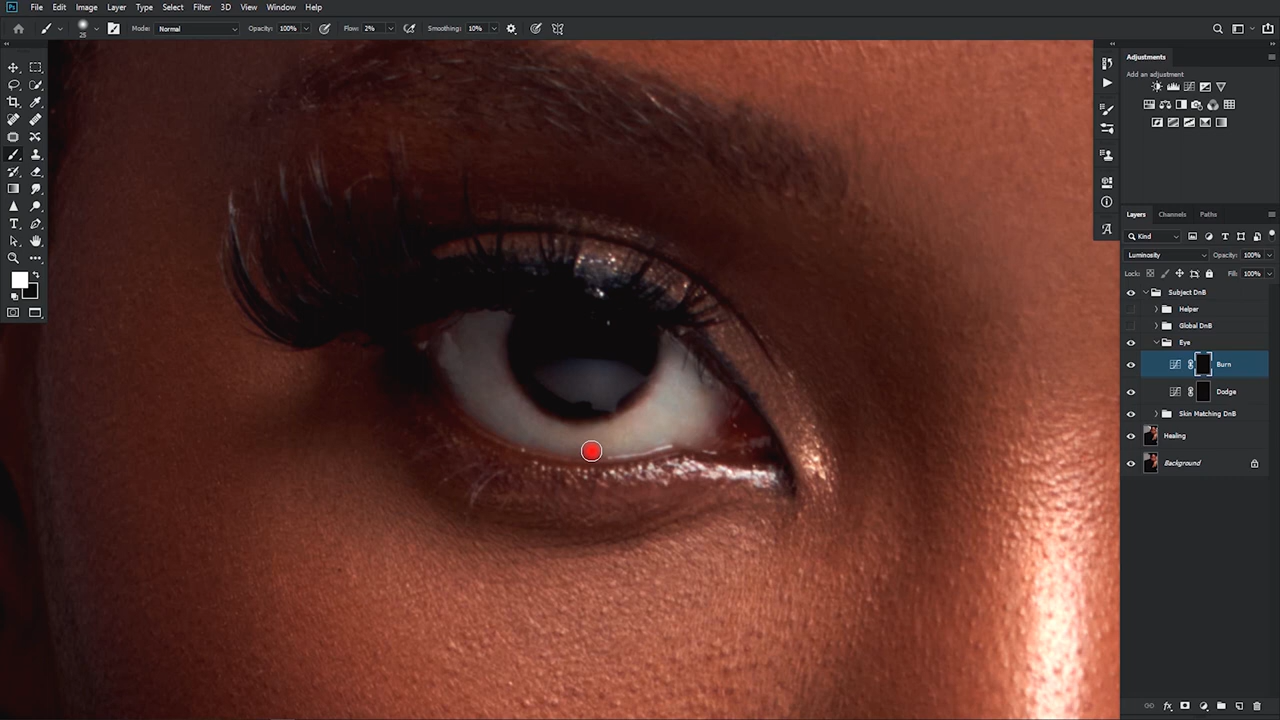 Ps File Edit Image Layer Type Select Filter 3D View Window Help
25 Mode: Normal Opacity: 100% Flow: 2% Smoothing: 10%
Adjustments
Add an adjustment
Layers Channels Paths
Kind
Luminosity Opacity: 100%
Lock: Fill: 100%
Subject DnB
Helper
Global DnB
Eye
Burn
Dodge
Skin Matching DnB
Healing
Background